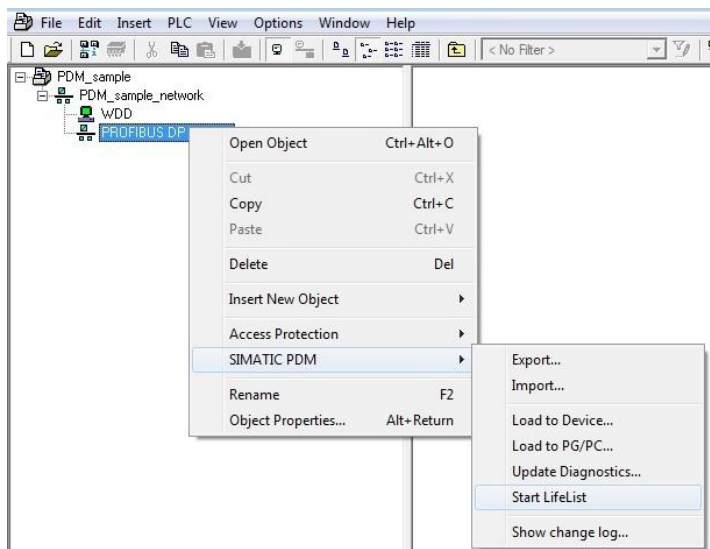 File Edit Insert PLC View Options Window Help
< No Filter >
PDM_sample
PDM_sample_network
WDD
PROFIBUS DP
Open Object Ctrl+Alt+O
Cut Ctrl+X
Copy Ctrl+C
Paste Ctrl+V
Delete Del
Insert New Object
Access Protection
SIMATIC PDM
Rename F2
Object Properties... Alt+Return
Export...
Import...
Load to Device...
Load to PG/PC...
Update Diagnostics...
Start LifeList
Show change log...